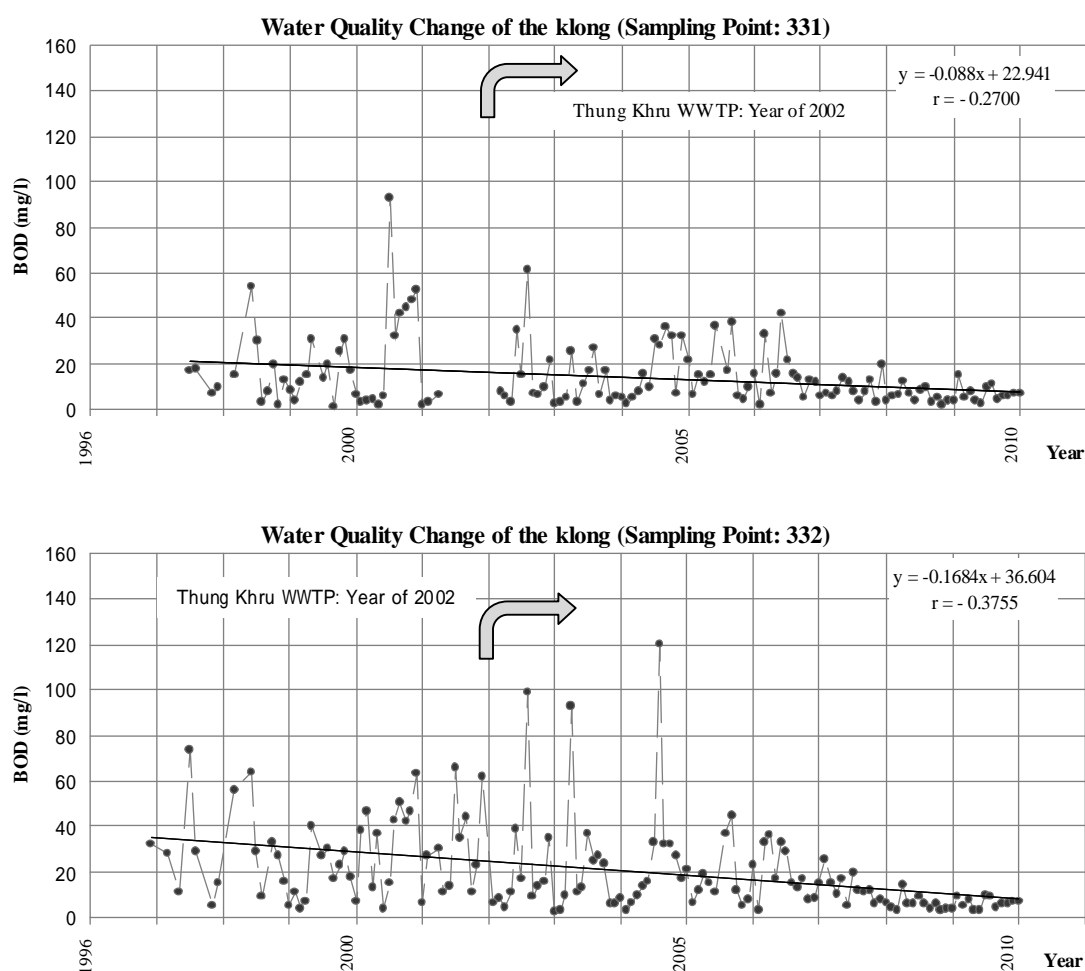 Water Quality Change of the klong (Sampling Point: 331)
160
140
120
100
80
60
40
20
0
BOD (mg/l)
y = -0.088x + 22.941
r = - 0.2700
Thung Khru WWTP: Year of 2002
1996
2000
2005
2010
Year
Water Quality Change of the klong (Sampling Point: 332)
160
140
120
100
80
60
40
20
0
BOD (mg/l)
Thung Khru WWTP: Year of 2002
y = -0.1684x + 36.604
r = - 0.3755
1996
2000
2005
2010
Year